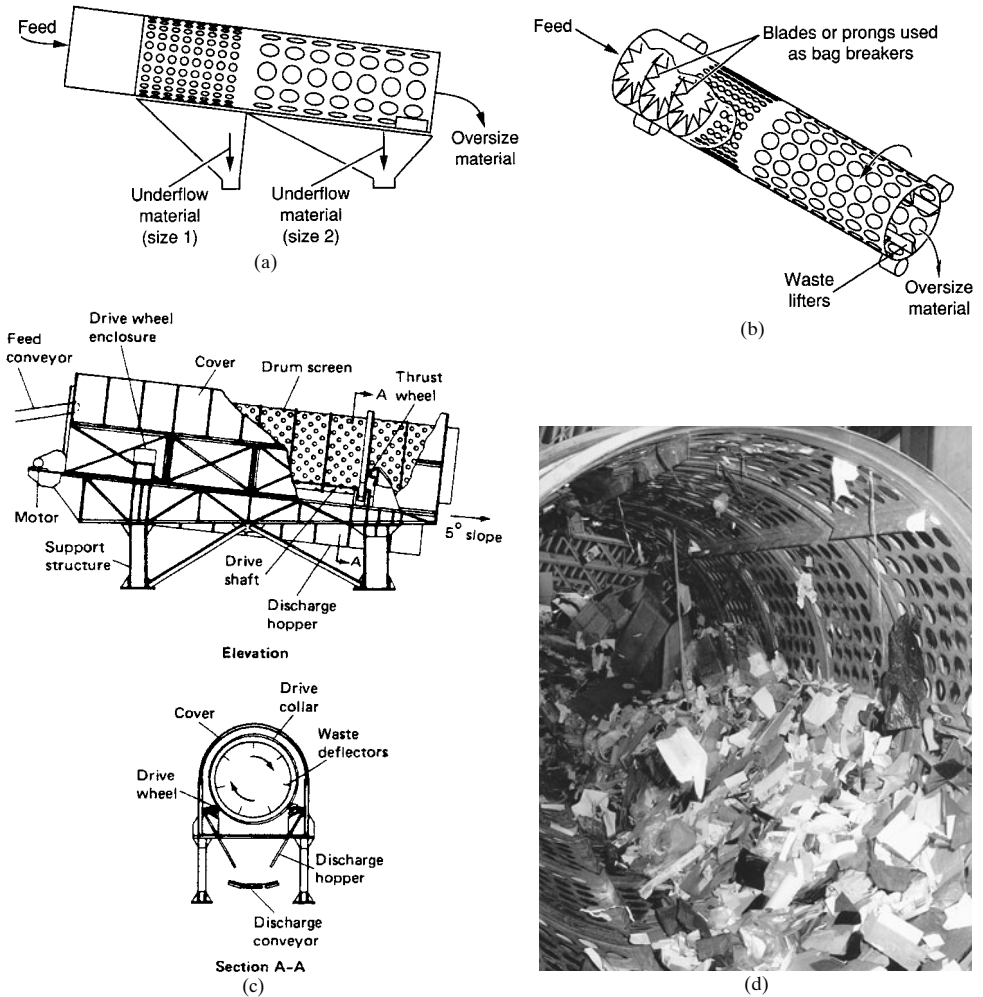 Feed
Oversize
material
Underflow
material
(size 1)
Underflow
material
(size 2)
(a)
Feed
Blades or prongs used
as bag breakers
Waste
lifters
Oversize
material
(b)
Drive wheel
enclosure
Feed
conveyor
Cover
Drum screen
Thrust
wheel
A
Motor
5° slope
Support
structure
Drive
shaft
A
Discharge
hopper
Elevation
Drive
collar
Cover
Waste
deflectors
Drive
wheel
Discharge
hopper
Discharge
conveyor
Section A-A
(c)
(d)